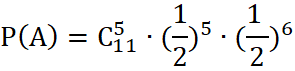 P(A) = C₁₁⁵ · (1/2)⁵ · (1/2)⁶